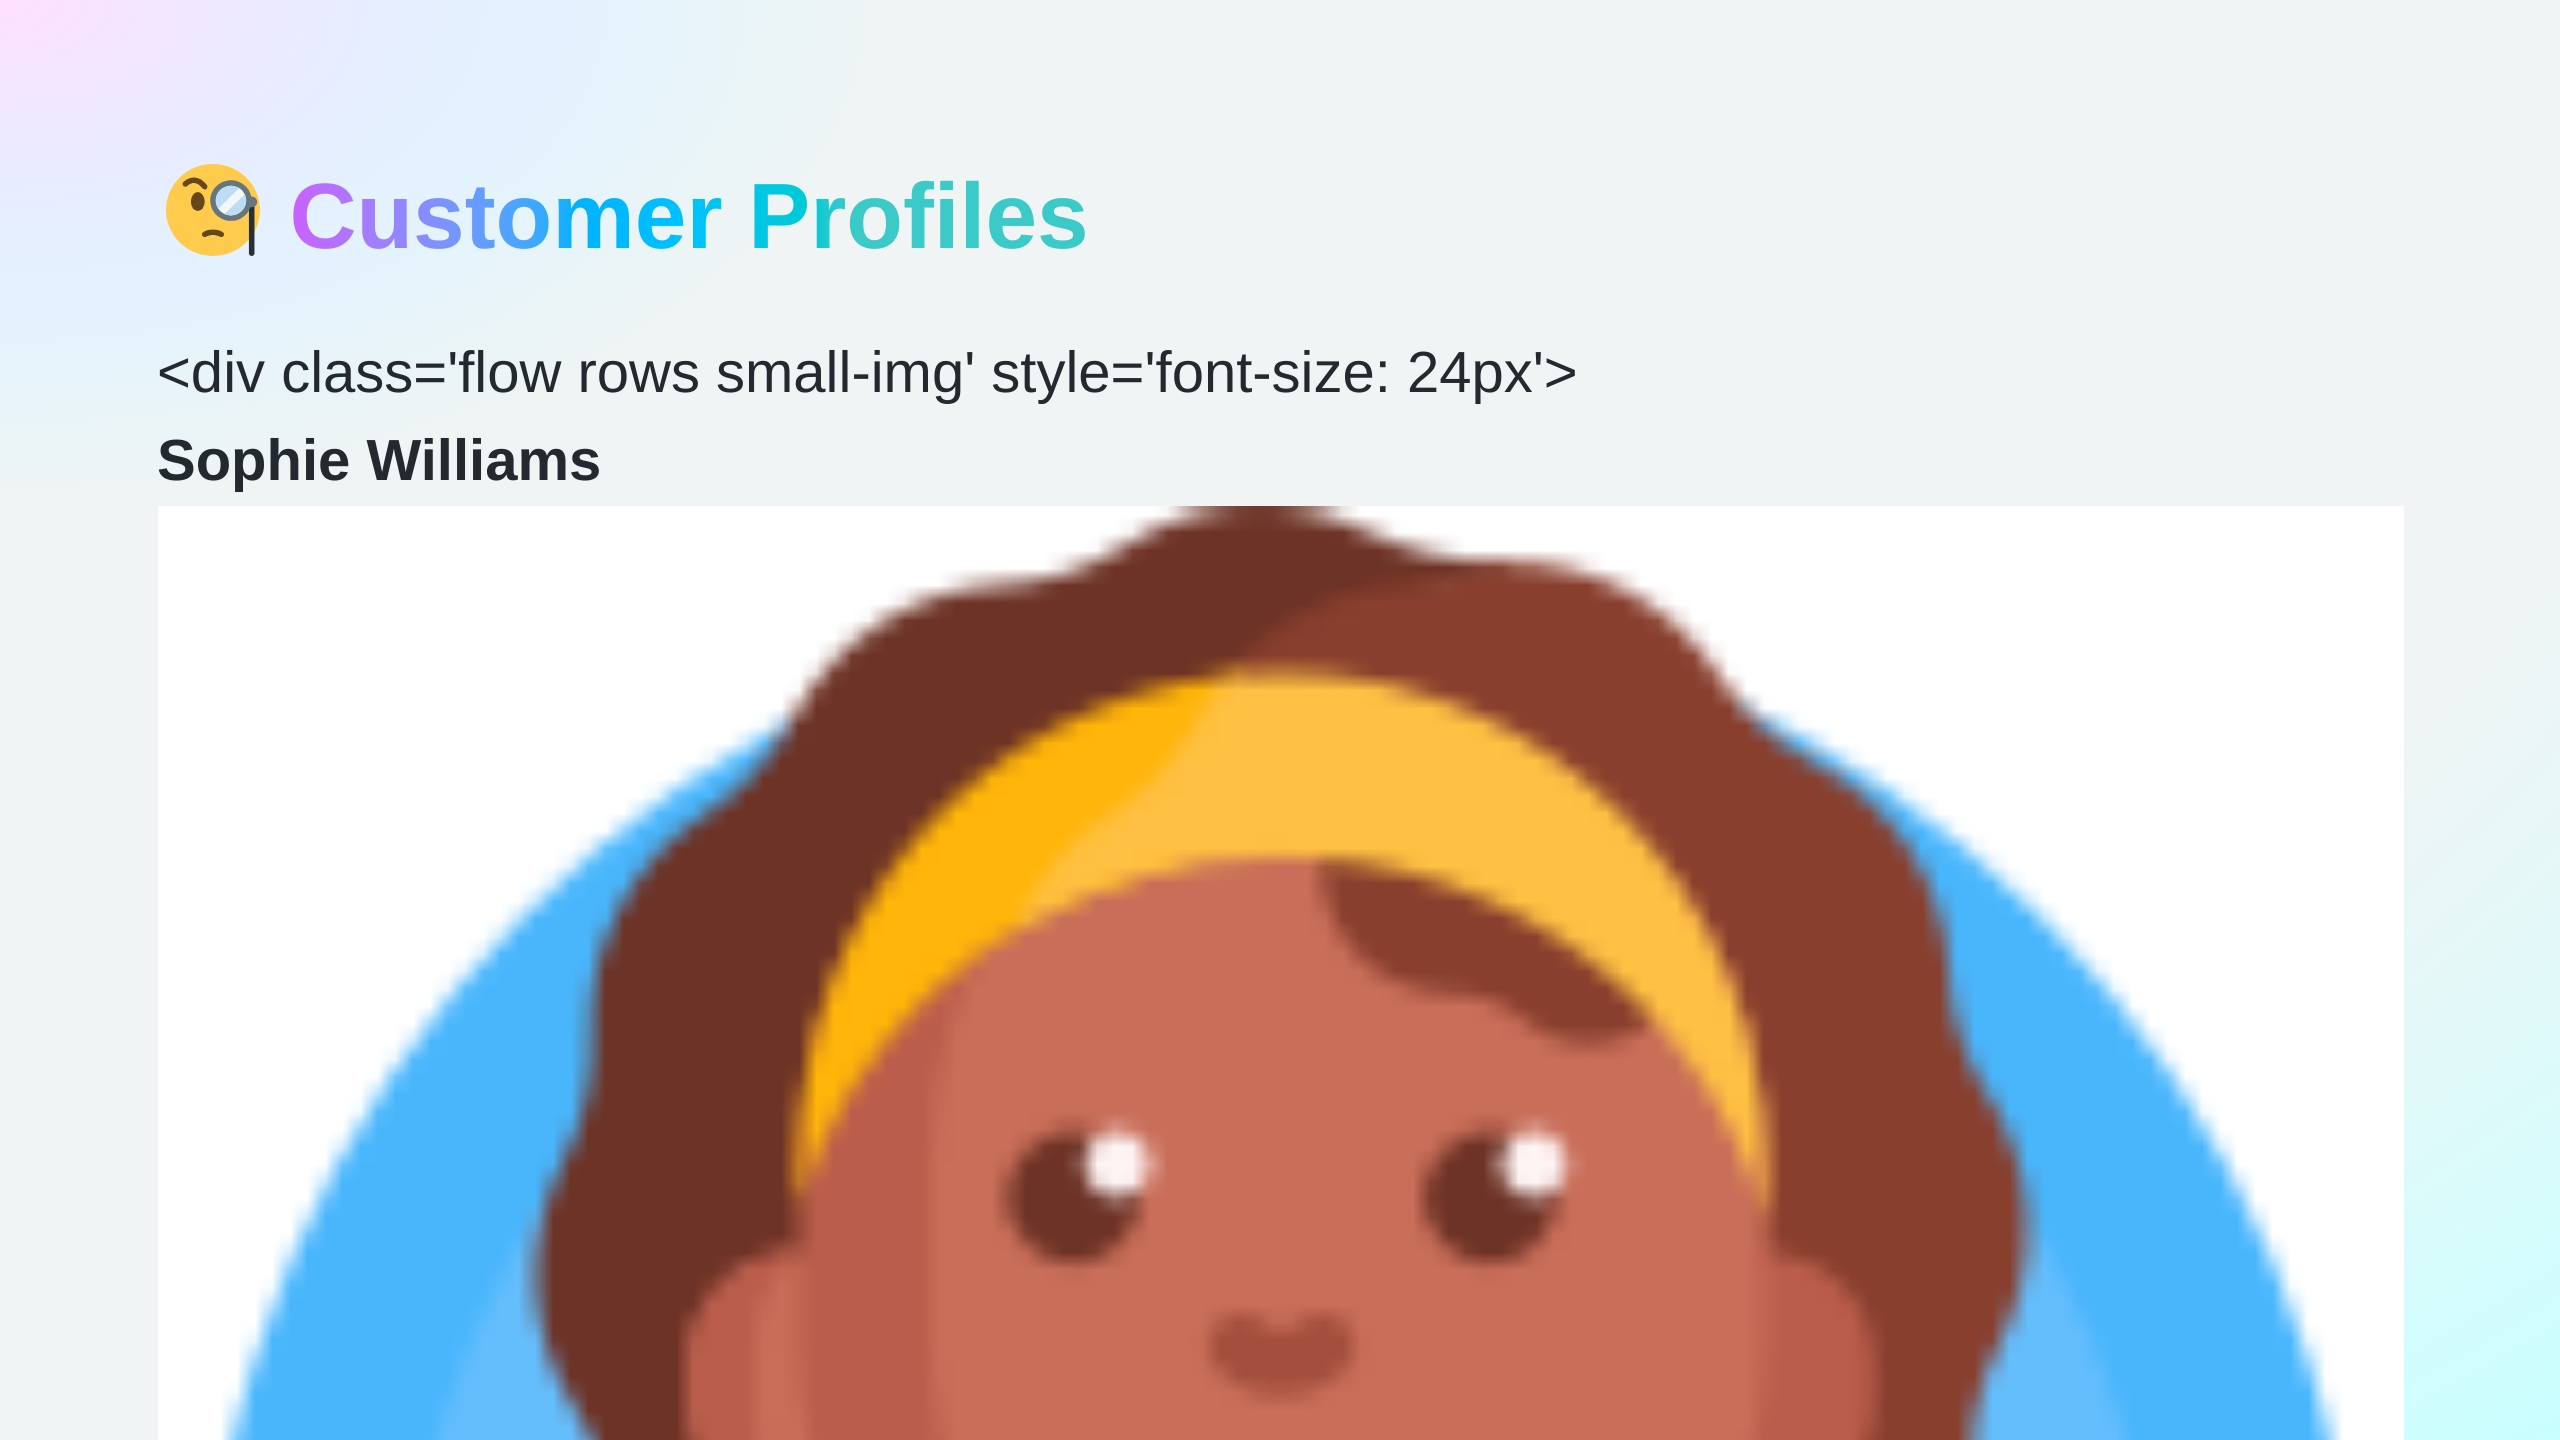 Customer Profiles
<div class='flow rows small-img' style='font-size: 24px'>
Sophie Williams